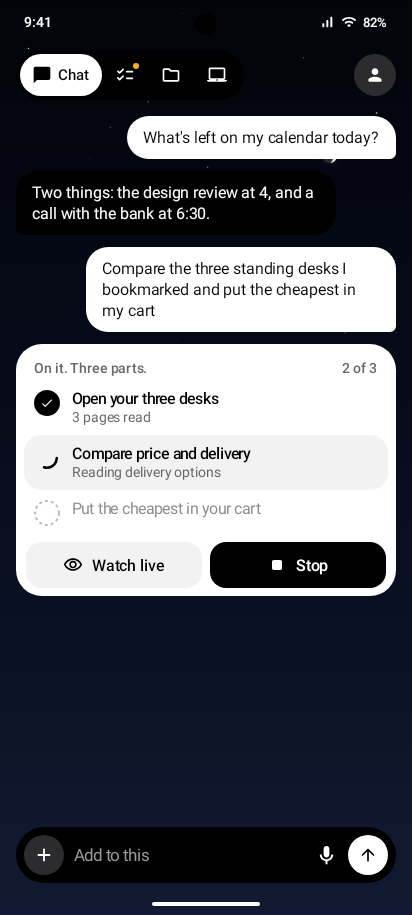 9:41
82%
Chat
What's left on my calendar today?
Two things: the design review at 4, and a
call with the bank at 6:30.
Compare the three standing desks I
bookmarked and put the cheapest in
my cart
On it. Three parts.
2 of 3
Open your three desks
3 pages read
Compare price and delivery
Reading delivery options
Put the cheapest in your cart
Watch live
Stop
Add to this